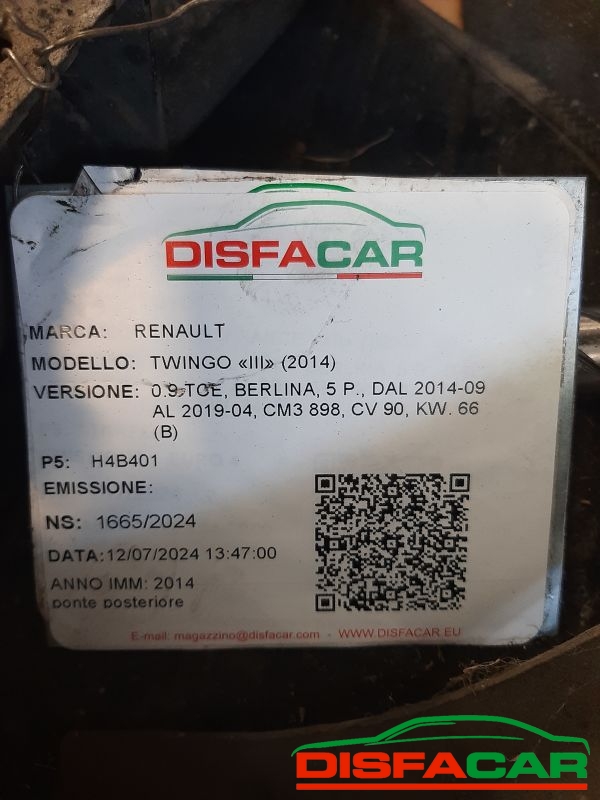 DISFACAR
MARCA: RENAULT
MODELLO: TWINGO «III» (2014)
VERSIONE: 0.9 TCE, BERLINA, 5 P., DAL 2014-09
AL 2019-04, CM3 898, CV 90, KW. 66
(B)
P5: H4B401
EMISSIONE:
NS: 1665/2024
DATA:12/07/2024 13:47:00
ANNO IMM: 2014
ponte posteriore
E-mail: magazzino@disfacar.com - WWW.DISFACAR.EU
DISFACAR